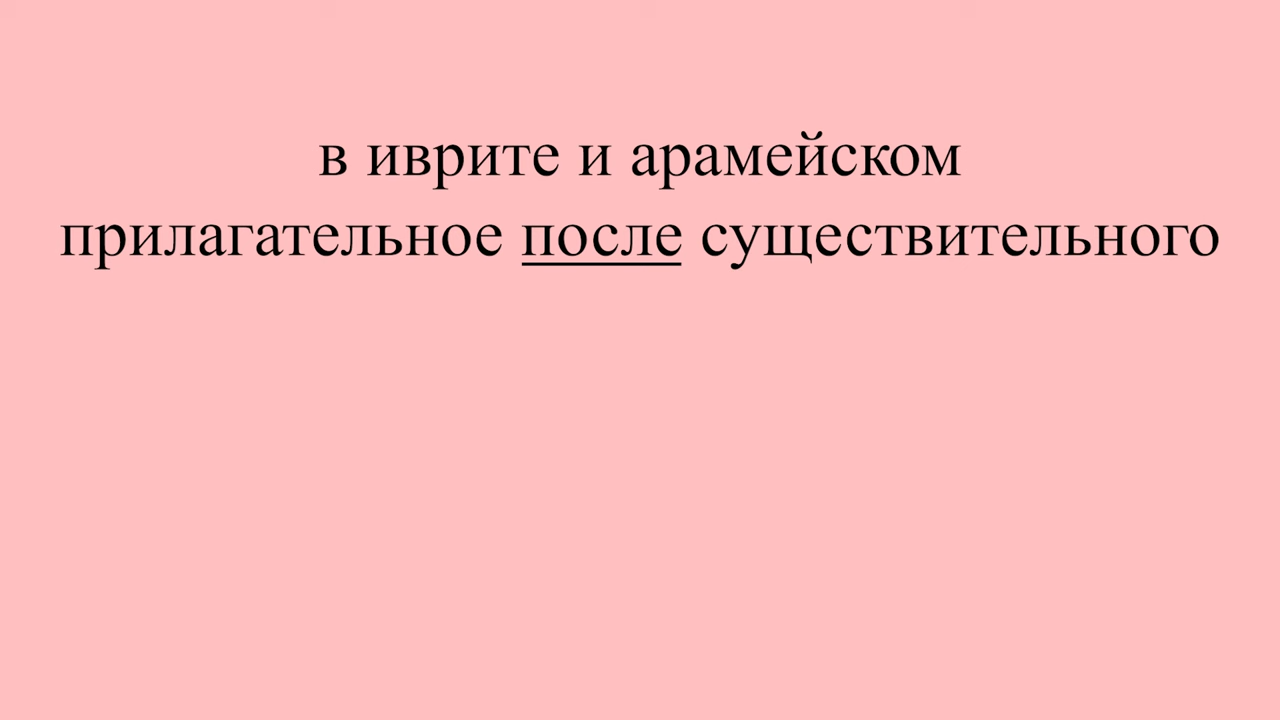 в иврите и арамейском
прилагательное после существительного